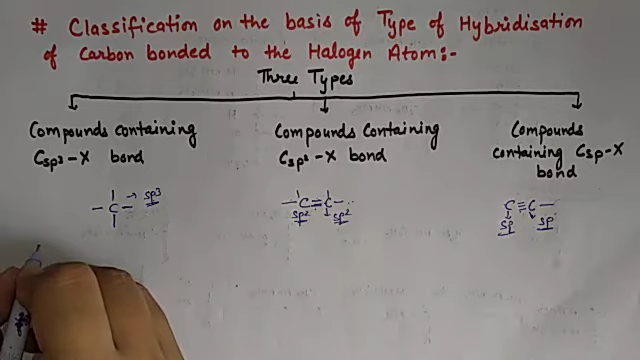 # Classification on the basis of Type of Hybridisation
of Carbon bonded to the Halogen Atom:-
Three Types
Compounds containing
Csp³-X bond
Compounds Containing
Csp²-X bond
Compounds
containing Csp-X
bond
-C- → sp³
-C=C-
sp² sp²
C≡C-
sp sp